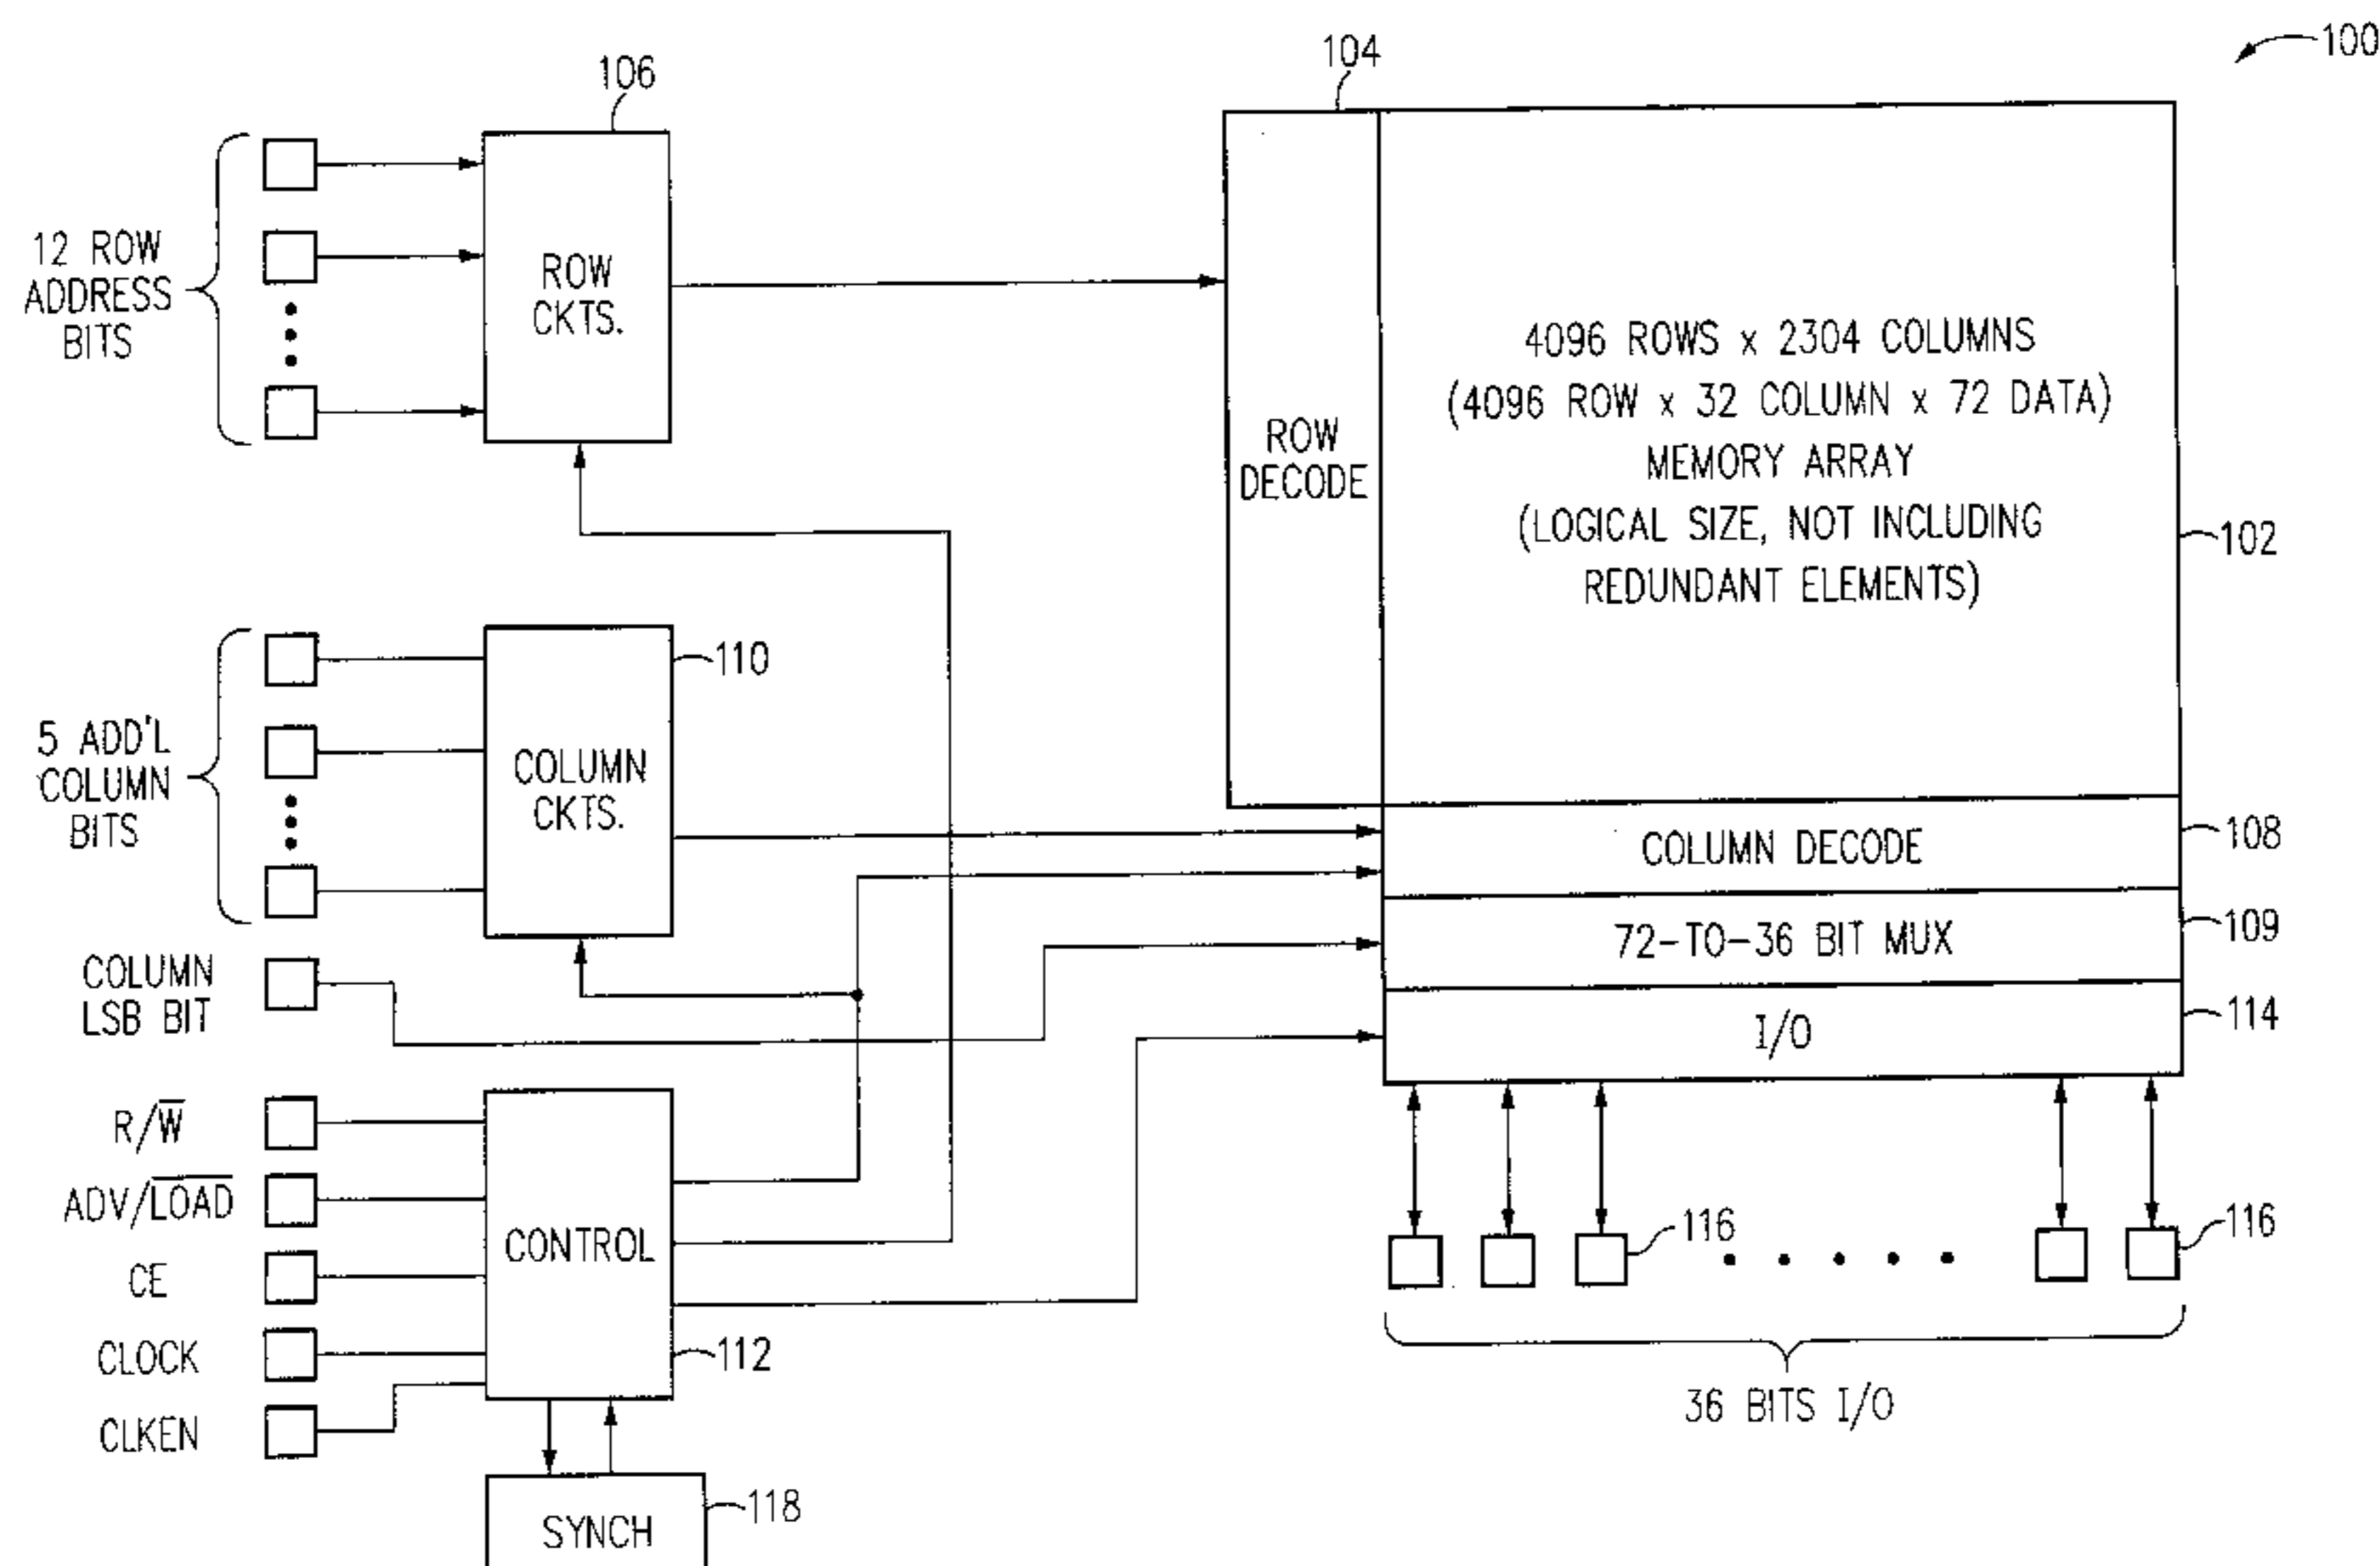 100
104
106
12 ROW
ADDRESS
BITS
ROW
CKTS.
ROW
DECODE
4096 ROWS x 2304 COLUMNS
(4096 ROW x 32 COLUMN x 72 DATA)
MEMORY ARRAY
(LOGICAL SIZE, NOT INCLUDING
REDUNDANT ELEMENTS)
102
5 ADD'L
COLUMN
BITS
COLUMN
CKTS.
110
COLUMN DECODE
108
72-TO-36 BIT MUX
109
I/O
114
COLUMN
LSB BIT
R/W̅
ADV/L̅O̅A̅D̅
CE
CLOCK
CLKEN
CONTROL
112
SYNCH
118
116
116
36 BITS I/O